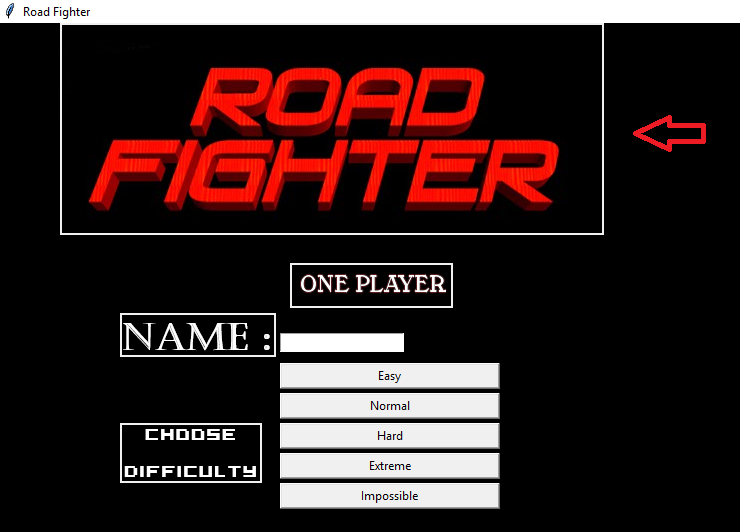 Road Fighter
ROAD
FIGHTER
ONE PLAYER
NAME :
Easy
Normal
CHOOSE
Hard
DIFFICULTY
Extreme
Impossible